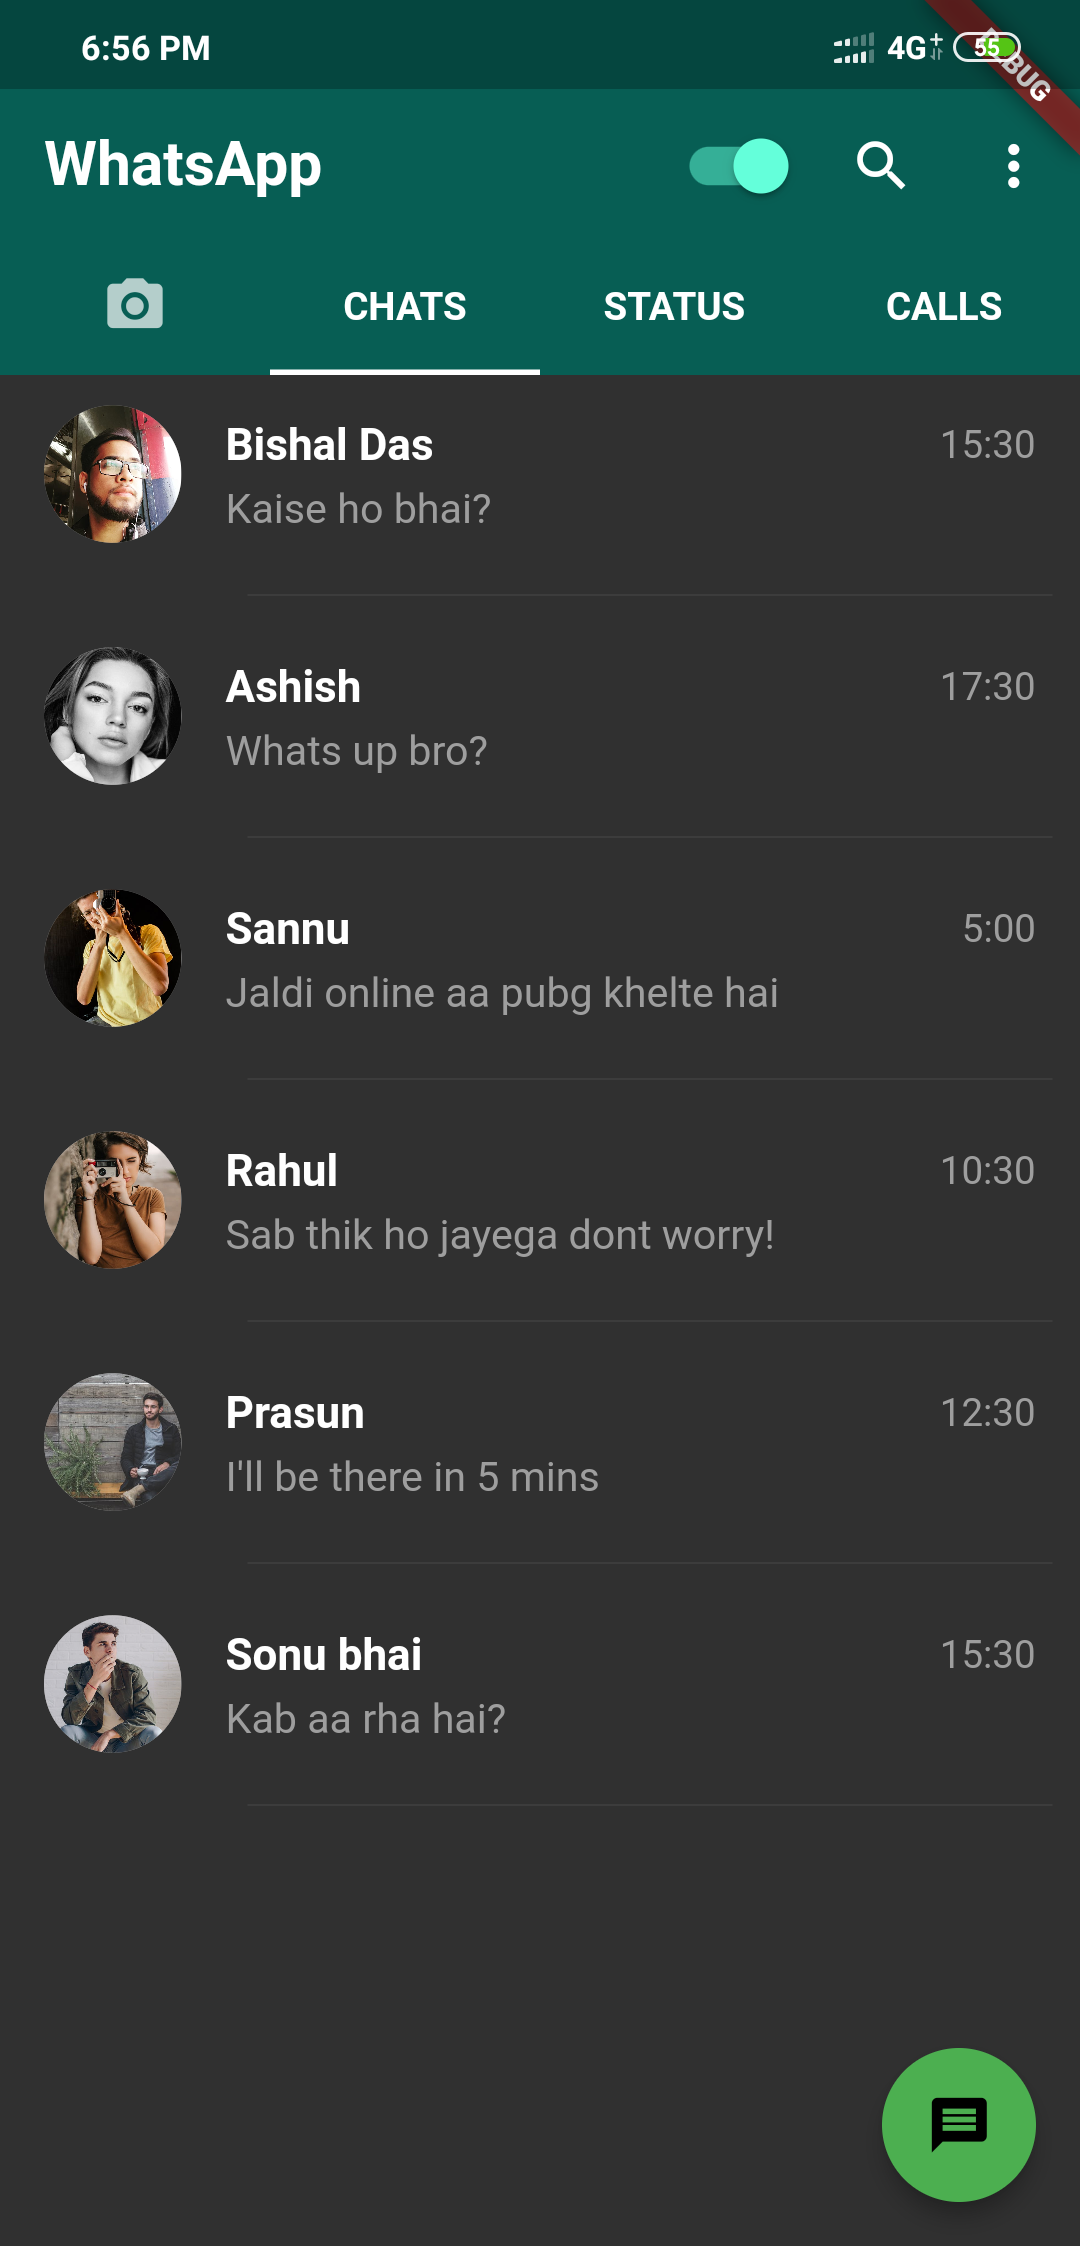 6:56 PM 4G+ 55
DEBUG
WhatsApp
CHATS STATUS CALLS
Bishal Das 15:30
Kaise ho bhai?
Ashish 17:30
Whats up bro?
Sannu 5:00
Jaldi online aa pubg khelte hai
Rahul 10:30
Sab thik ho jayega dont worry!
Prasun 12:30
I'll be there in 5 mins
Sonu bhai 15:30
Kab aa rha hai?